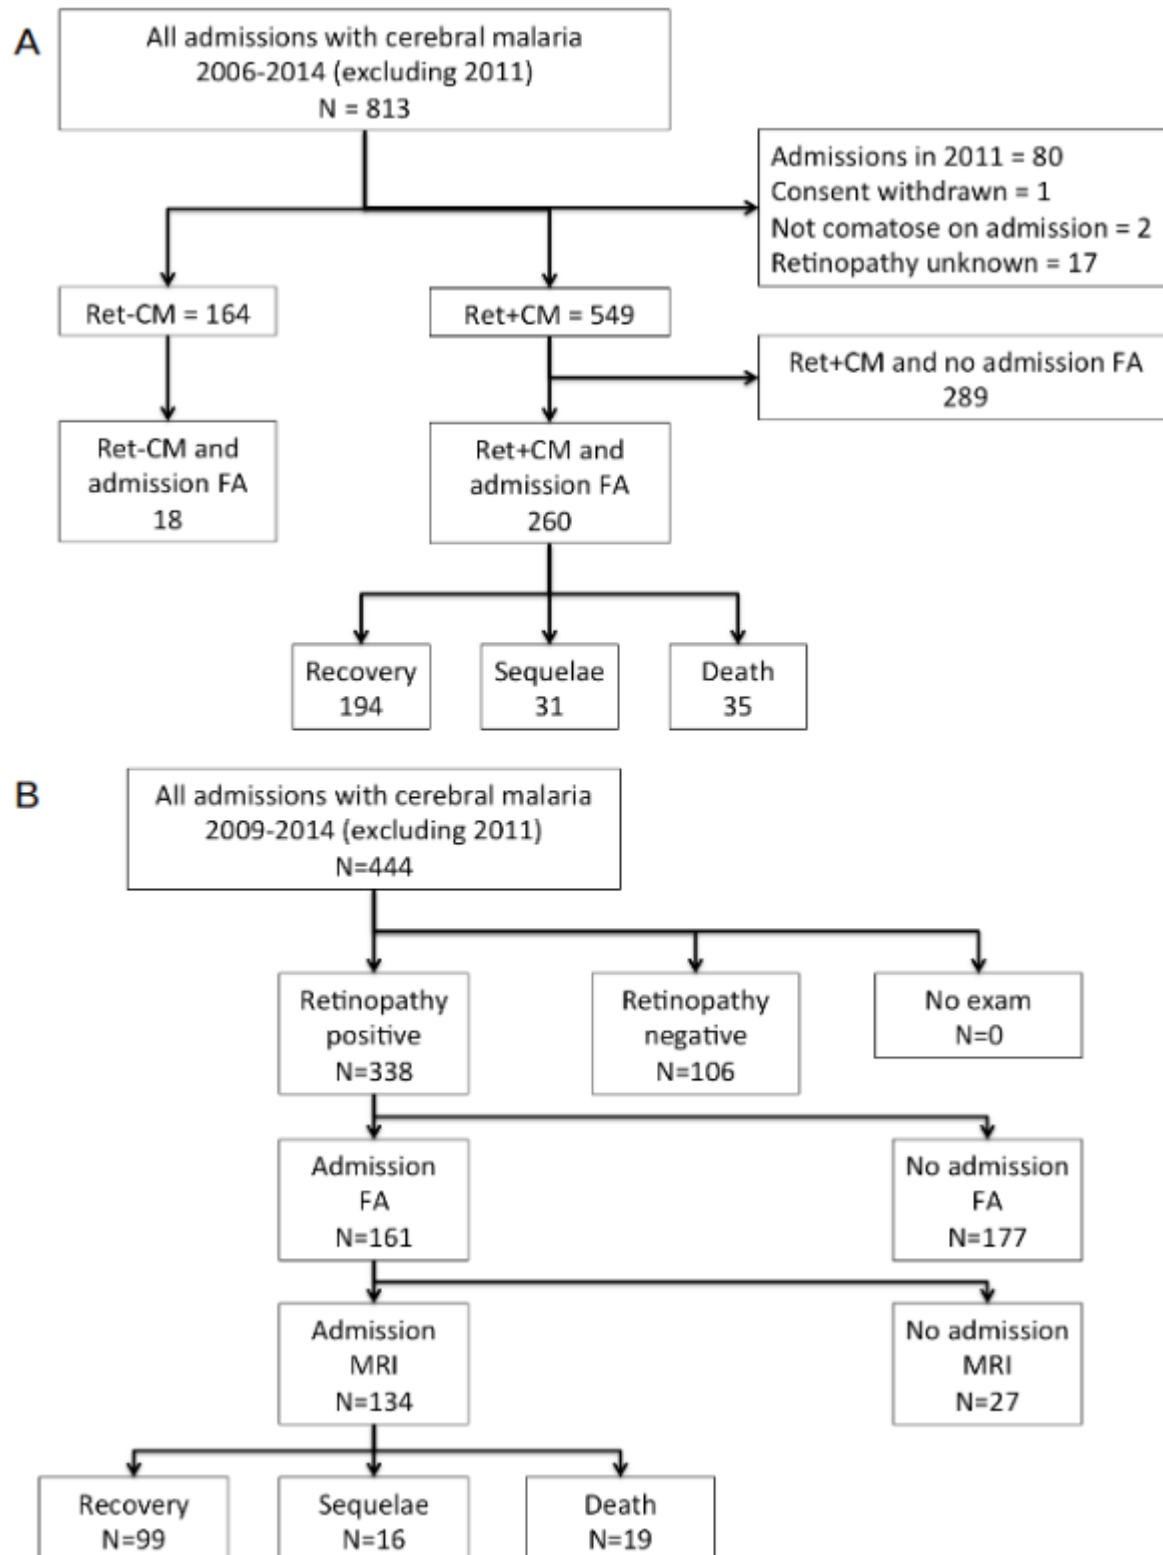 A
All admissions with cerebral malaria
2006-2014 (excluding 2011)
N = 813
Admissions in 2011 = 80
Consent withdrawn = 1
Not comatose on admission = 2
Retinopathy unknown = 17
Ret-CM = 164
Ret+CM = 549
Ret+CM and no admission FA
289
Ret-CM and
admission FA
18
Ret+CM and
admission FA
260
Recovery
194
Sequelae
31
Death
35
B
All admissions with cerebral malaria
2009-2014 (excluding 2011)
N=444
Retinopathy
positive
N=338
Retinopathy
negative
N=106
No exam
N=0
Admission
FA
N=161
No admission
FA
N=177
Admission
MRI
N=134
No admission
MRI
N=27
Recovery
N=99
Sequelae
N=16
Death
N=19